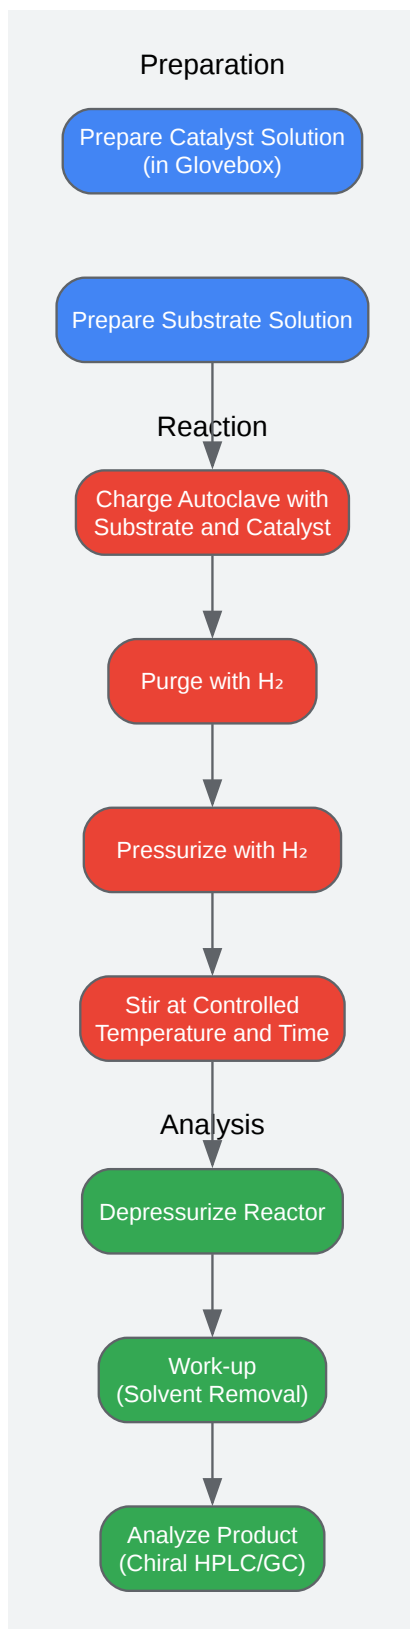 Preparation
Prepare Catalyst Solution
(in Glovebox)
Prepare Substrate Solution
Reaction
Charge Autoclave with
Substrate and Catalyst
Purge with H₂
Pressurize with H₂
Stir at Controlled
Temperature and Time
Analysis
Depressurize Reactor
Work-up
(Solvent Removal)
Analyze Product
(Chiral HPLC/GC)